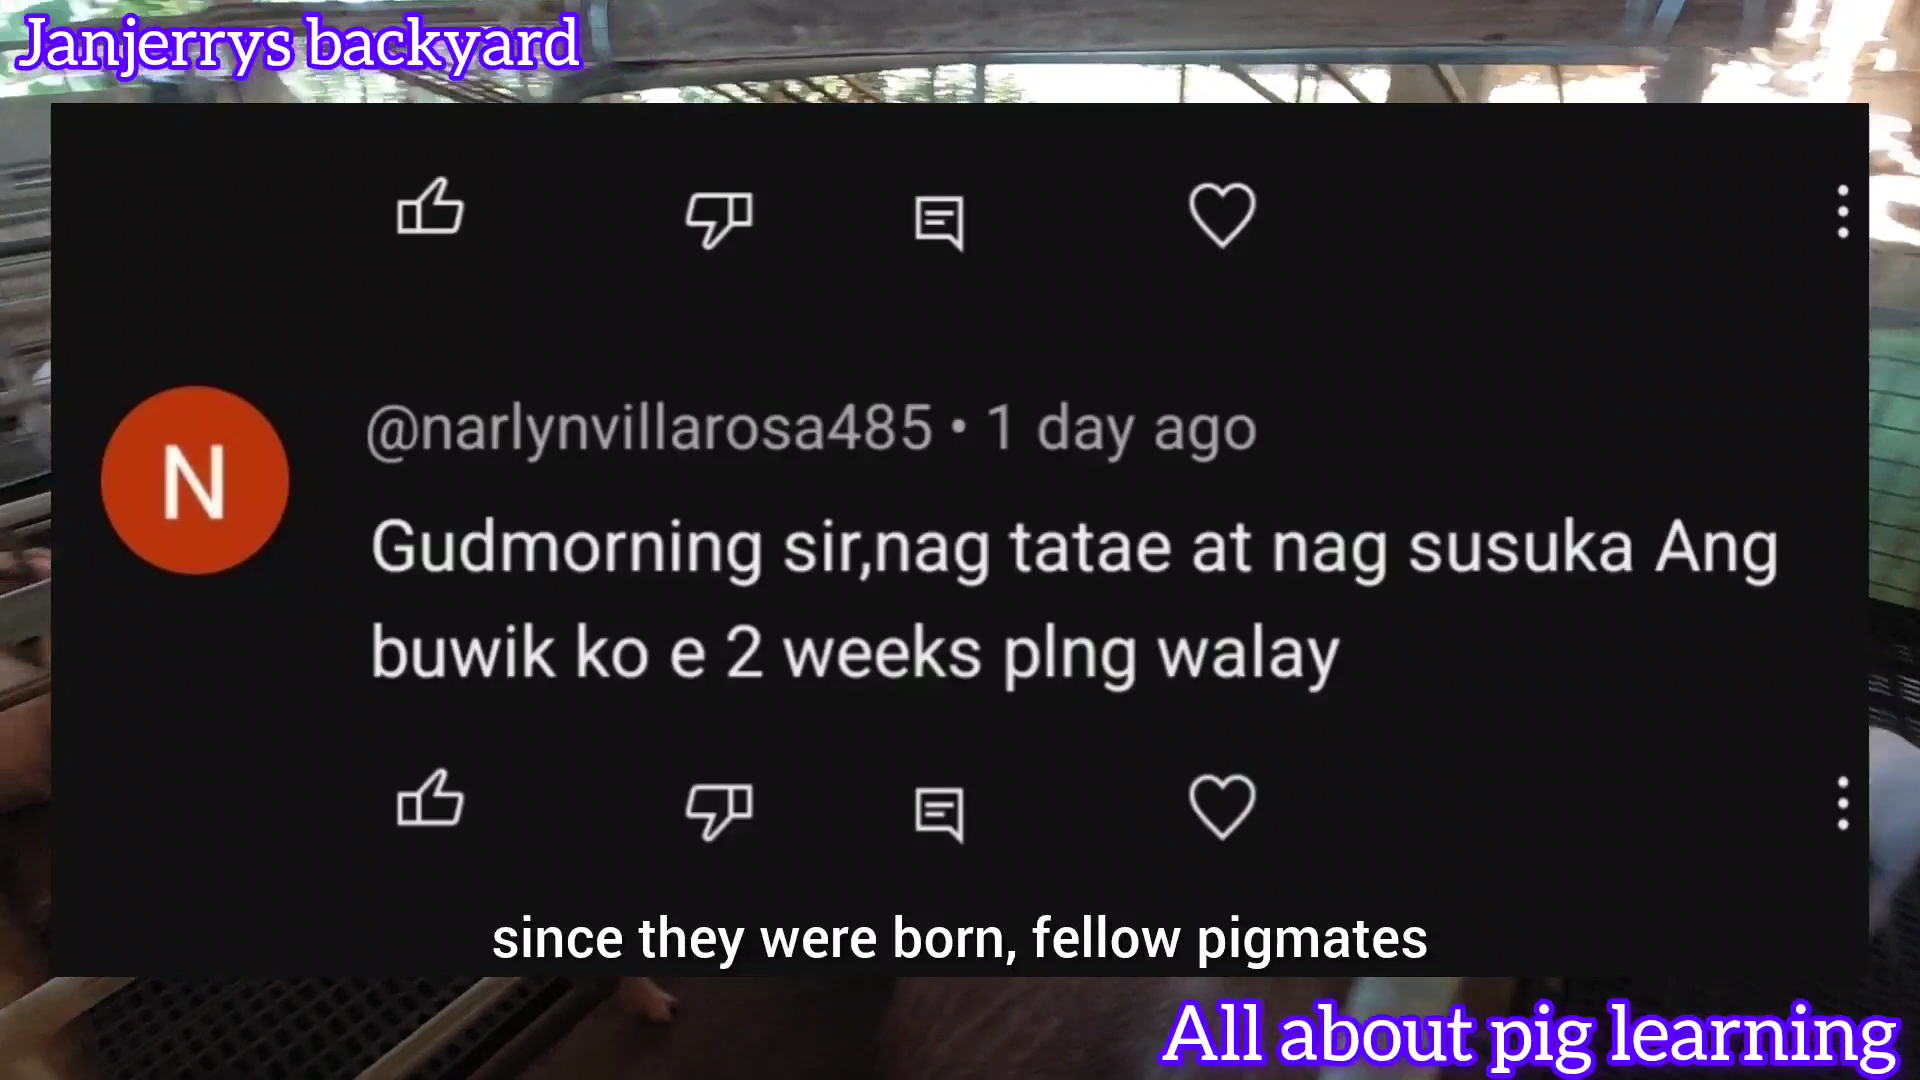 Janjerrys backyard
@narlynvillarosa485 • 1 day ago
N
Gudmorning sir,nag tatae at nag susuka Ang
buwik ko e 2 weeks plng walay
since they were born, fellow pigmates
All about pig learning